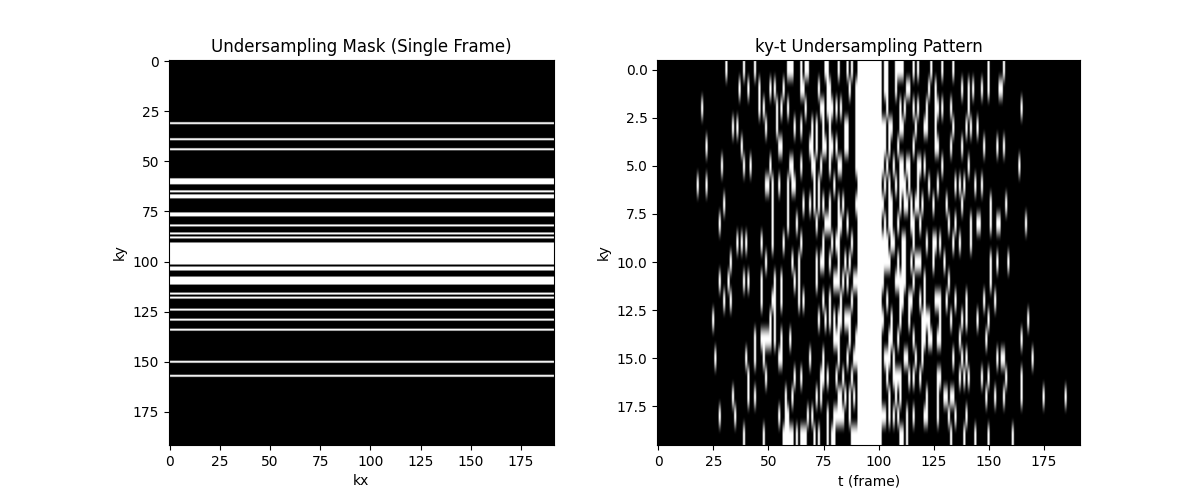 Undersampling Mask (Single Frame)
0
25
50
75
100
125
150
175
ky
0 25 50 75 100 125 150 175
kx
ky-t Undersampling Pattern
0.0
2.5
5.0
7.5
10.0
12.5
15.0
17.5
ky
0 25 50 75 100 125 150 175
t (frame)